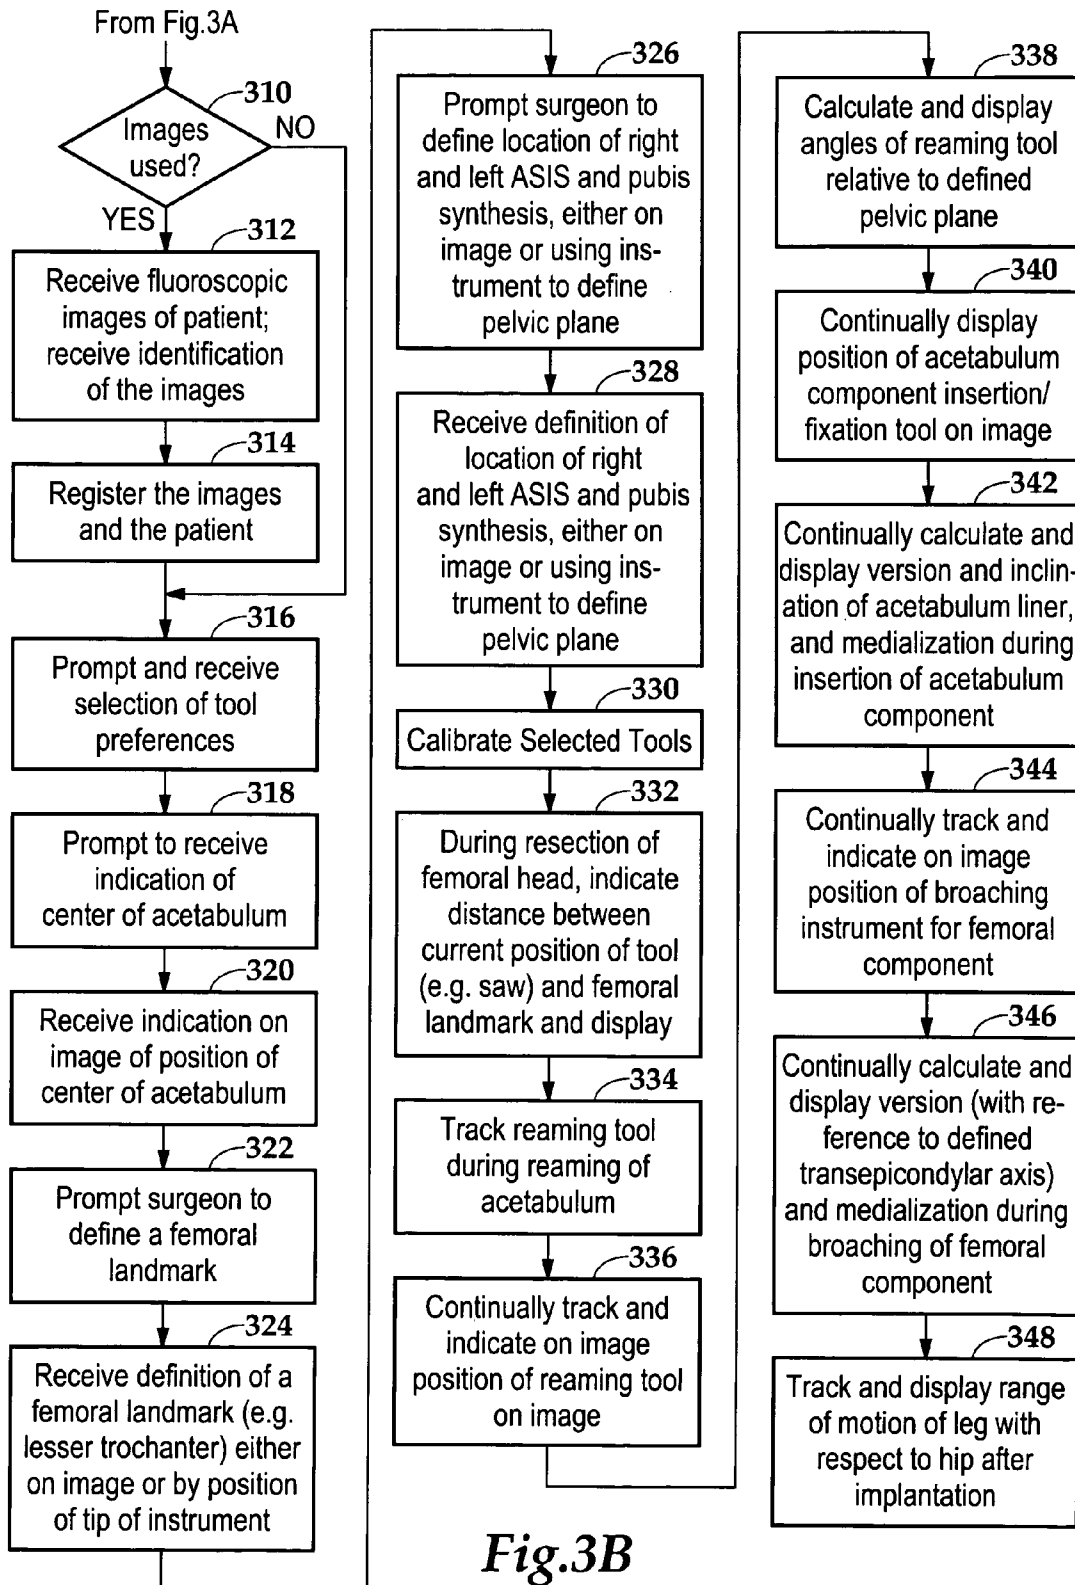 From Fig.3A
310
Images
used?
NO
YES
312
Receive fluoroscopic
images of patient;
receive identification
of the images
314
Register the images
and the patient
316
Prompt and receive
selection of tool
preferences
318
Prompt to receive
indication of
center of acetabulum
320
Receive indication on
image of position of
center of acetabulum
322
Prompt surgeon to
define a femoral
landmark
324
Receive definition of a
femoral landmark (e.g.
lesser trochanter) either
on image or by position
of tip of instrument
326
Prompt surgeon to
define location of right
and left ASIS and pubis
synthesis, either on
image or using ins-
trument to define
pelvic plane
328
Receive definition of
location of right
and left ASIS and pubis
synthesis, either on
image or using ins-
trument to define
pelvic plane
330
Calibrate Selected Tools
332
During resection of
femoral head, indicate
distance between
current position of tool
(e.g. saw) and femoral
landmark and display
334
Track reaming tool
during reaming of
acetabulum
336
Continually track and
indicate on image
position of reaming tool
on image
338
Calculate and display
angles of reaming tool
relative to defined
pelvic plane
340
Continually display
position of acetabulum
component insertion/
fixation tool on image
342
Continually calculate and
display version and inclin-
ation of acetabulum liner,
and medialization during
insertion of acetabulum
component
344
Continually track and
indicate on image
position of broaching
instrument for femoral
component
346
Continually calculate and
display version (with re-
ference to defined
transepicondylar axis)
and medialization during
broaching of femoral
component
348
Track and display range
of motion of leg with
respect to hip after
implantation
Fig.3B